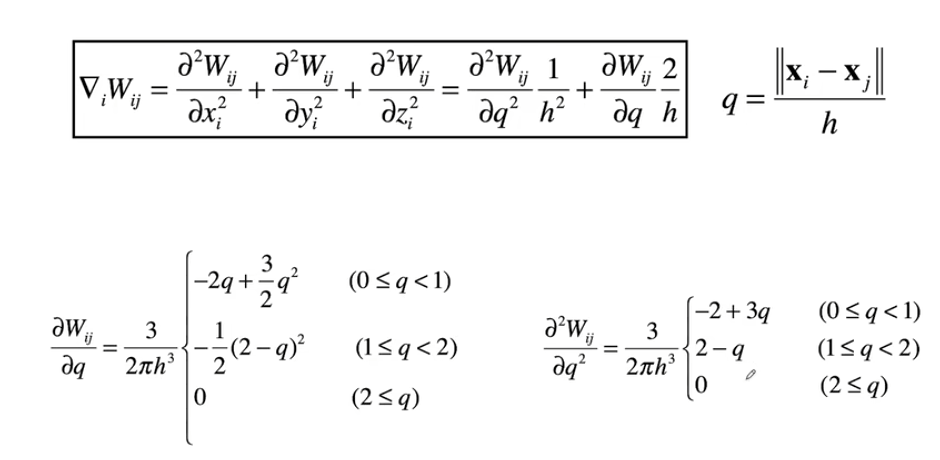 ∇ᵢWᵢⱼ = ∂²Wᵢⱼ/∂xᵢ² + ∂²Wᵢⱼ/∂yᵢ² + ∂²Wᵢⱼ/∂zᵢ² = ∂²Wᵢⱼ/∂q² 1/h² + ∂Wᵢⱼ/∂q 2/h
q = ‖𝐱ᵢ − 𝐱ⱼ‖/h
∂Wᵢⱼ/∂q = 3/2πh³ { −2q + 3/2 q² (0 ≤ q < 1)
−1/2 (2 − q)² (1 ≤ q < 2)
0 (2 ≤ q)
∂²Wᵢⱼ/∂q² = 3/2πh³ { −2 + 3q (0 ≤ q < 1)
2 − q (1 ≤ q < 2)
0 (2 ≤ q)